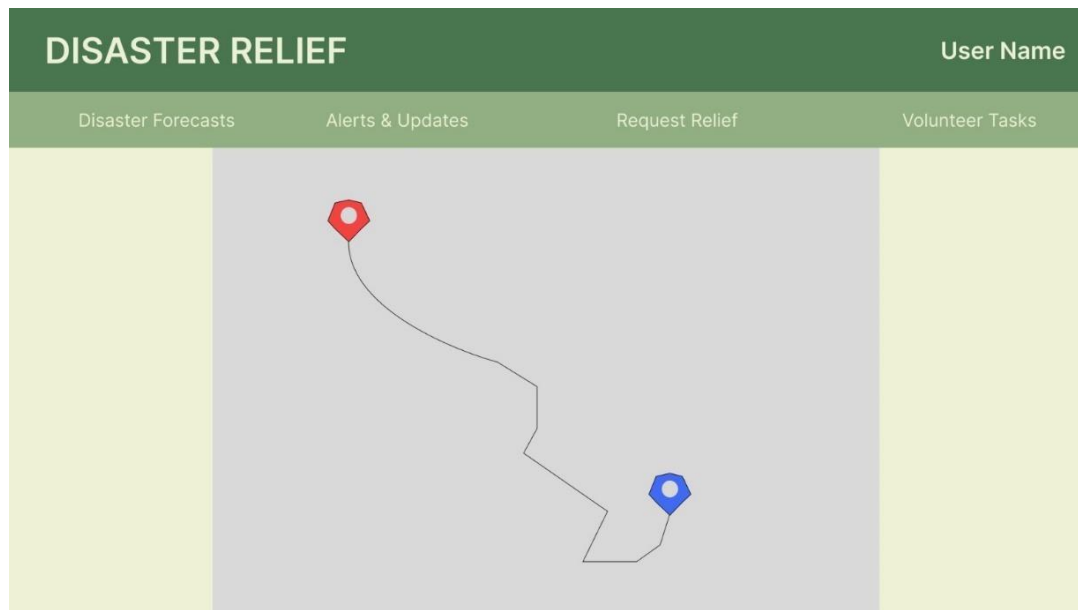 DISASTER RELIEF
User Name
Disaster Forecasts
Alerts & Updates
Request Relief
Volunteer Tasks